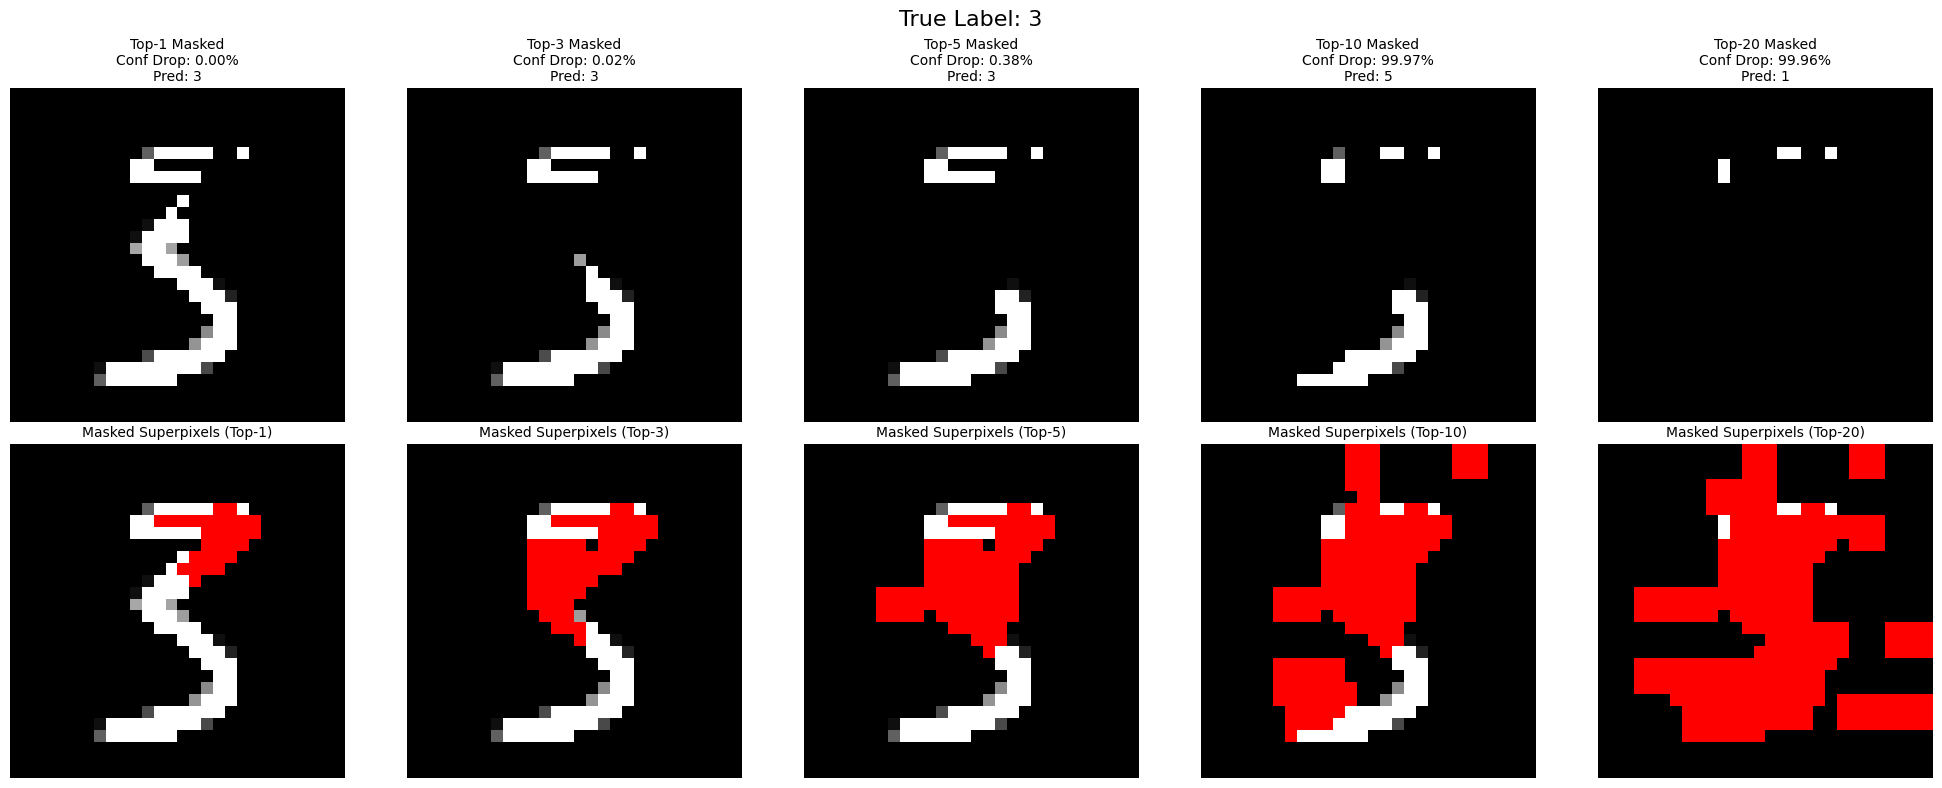 True Label: 3
Top-1 Masked
Conf Drop: 0.00%
Pred: 3
Top-3 Masked
Conf Drop: 0.02%
Pred: 3
Top-5 Masked
Conf Drop: 0.38%
Pred: 3
Top-10 Masked
Conf Drop: 99.97%
Pred: 5
Top-20 Masked
Conf Drop: 99.96%
Pred: 1
Masked Superpixels (Top-1)
Masked Superpixels (Top-3)
Masked Superpixels (Top-5)
Masked Superpixels (Top-10)
Masked Superpixels (Top-20)